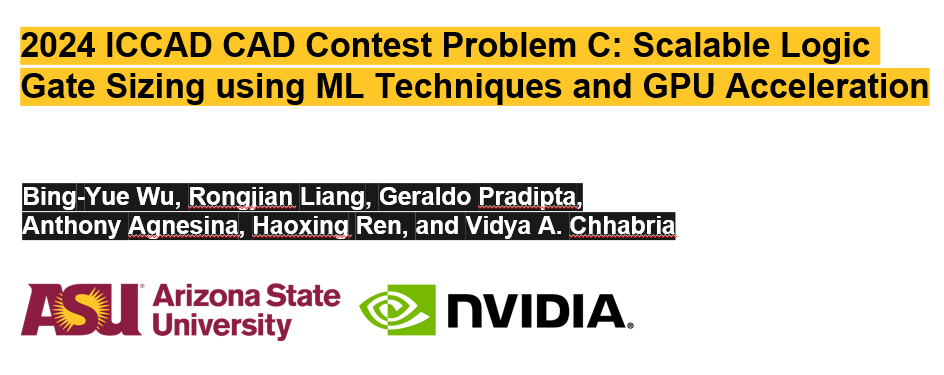 2024 ICCAD CAD Contest Problem C: Scalable Logic
Gate Sizing using ML Techniques and GPU Acceleration
Bing-Yue Wu, Rongjian Liang, Geraldo Pradipta,
Anthony Agnesina, Haoxing Ren, and Vidya A. Chhabria
ASU® Arizona State
University
NVIDIA®